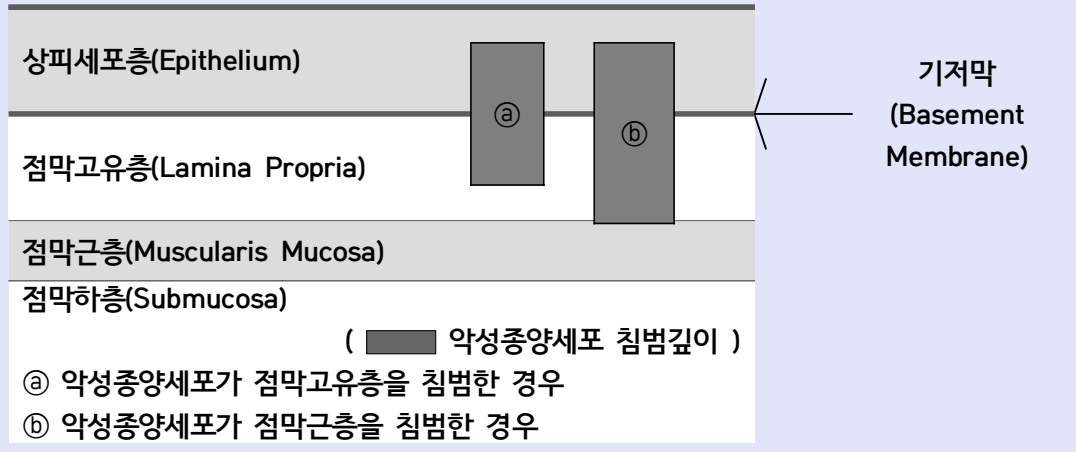 상피세포층(Epithelium)
ⓐ
ⓑ
기저막
(Basement
Membrane)
점막고유층(Lamina Propria)
점막근층(Muscularis Mucosa)
점막하층(Submucosa)
( 악성종양세포 침범깊이 )
ⓐ 악성종양세포가 점막고유층을 침범한 경우
ⓑ 악성종양세포가 점막근층을 침범한 경우